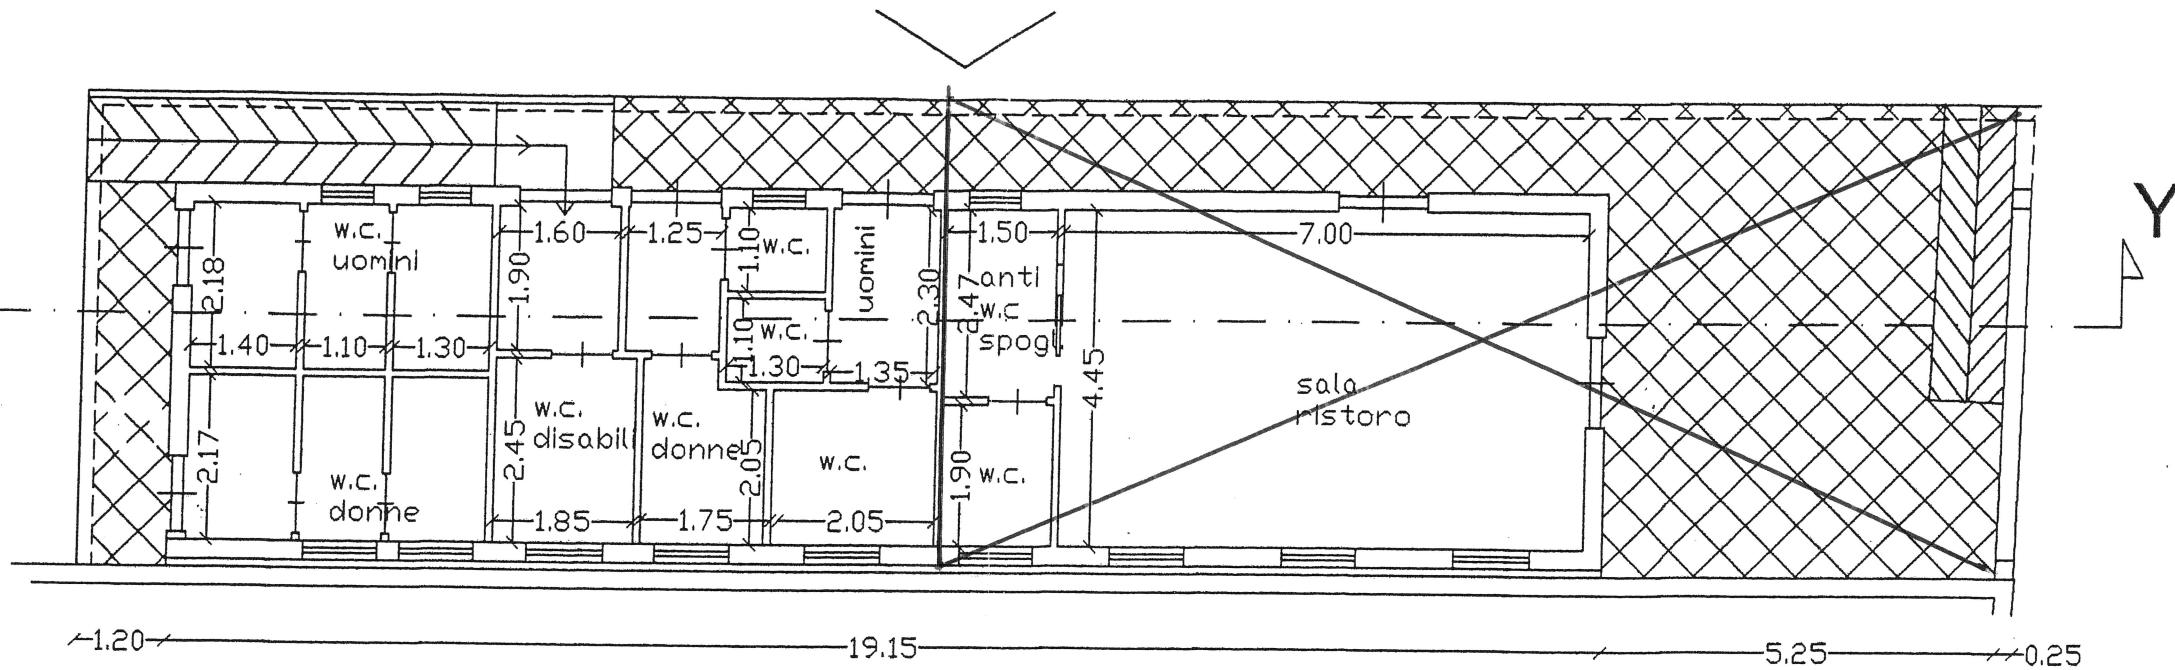 Y
w.c.
uomini
2.18
1.40
1.10
1.30
1.60
1.90
1.25
1.10
w.c.
uomini
2.30
1.10
w.c.
1.30
1.35
1.50
2.47
anti
w.c
spogl.
7.00
4.45
sala
ristoro
2.17
w.c.
donne
2.45
w.c.
disabili
1.85
w.c.
donne
2.05
1.75
w.c.
2.05
1.90
w.c.
1.20
19.15
5.25
0.25